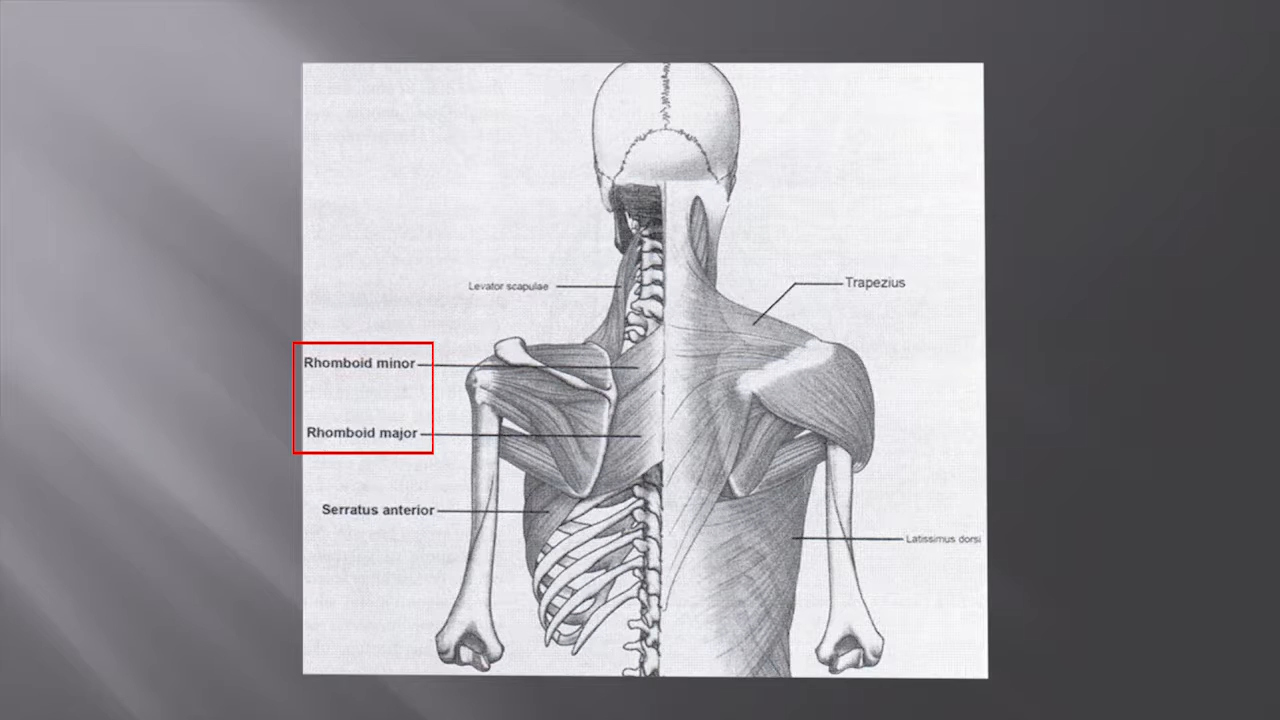 Levator scapulae
Trapezius
Rhomboid minor
Rhomboid major
Serratus anterior
Latissimus dorsi